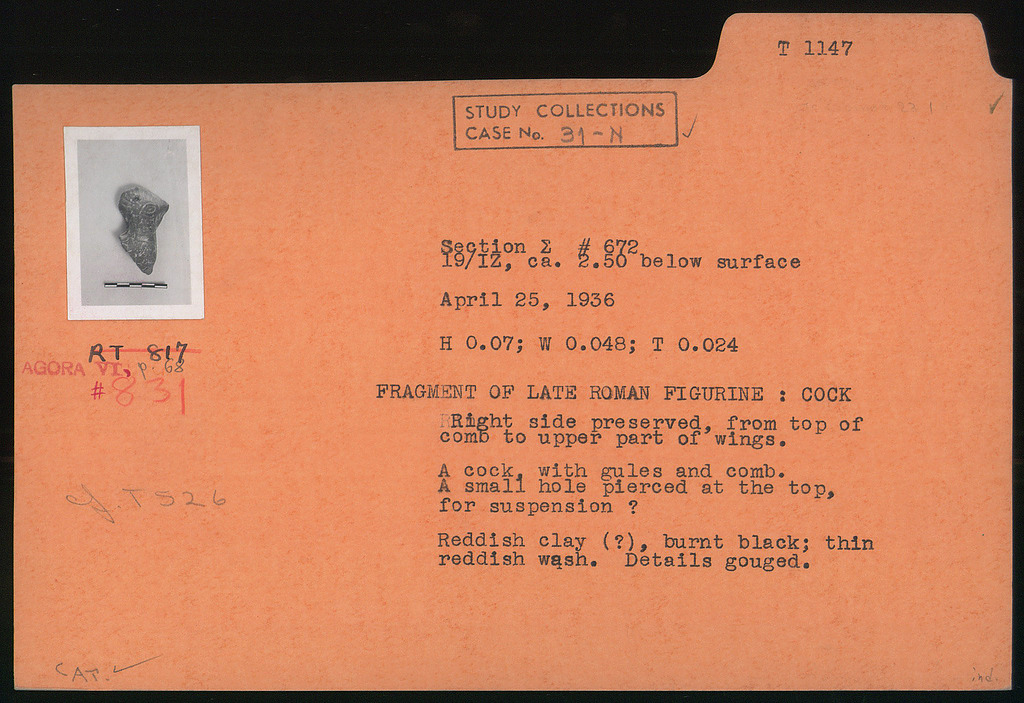 T 1147
STUDY COLLECTIONS
CASE No. 31-N
Section Σ # 672
19/IZ, ca. 2.50 below surface
April 25, 1936
H 0.07; W 0.048; T 0.024
RT 817
AGORA VI, p. 68
# 831
FRAGMENT OF LATE ROMAN FIGURINE : COCK
Right side preserved, from top of
comb to upper part of wings.
A cock, with gules and comb.
A small hole pierced at the top,
for suspension ?
cf. T 526
Reddish clay (?), burnt black; thin
reddish wash. Details gouged.
CAT. ✓
ind.